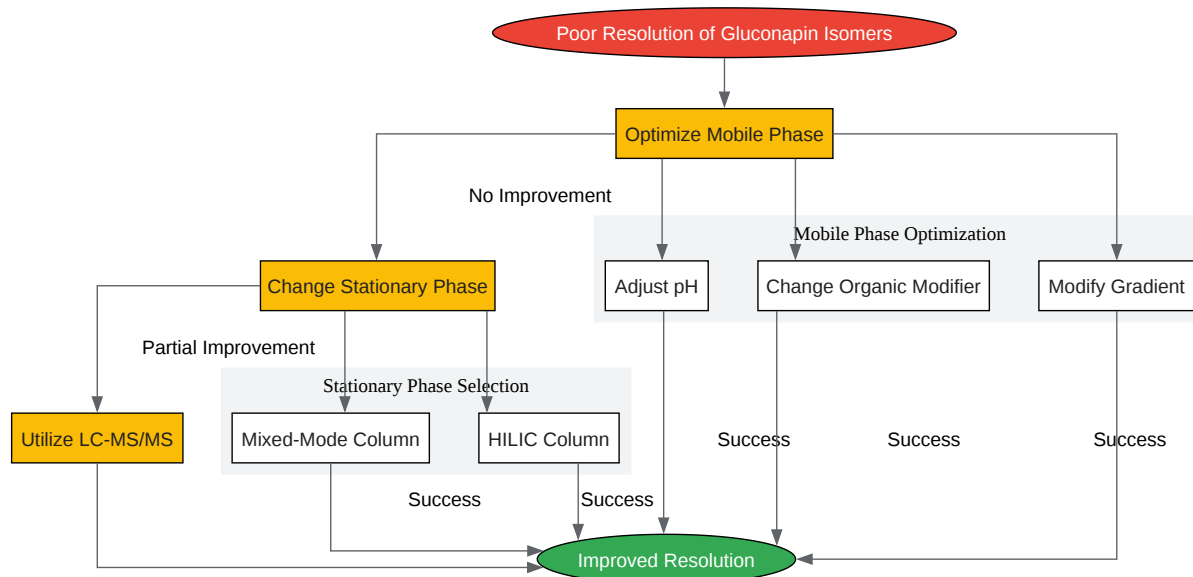 Poor Resolution of Gluconapin Isomers
Optimize Mobile Phase
No Improvement
Mobile Phase Optimization
Change Stationary Phase
Adjust pH
Change Organic Modifier
Modify Gradient
Partial Improvement
Stationary Phase Selection
Utilize LC-MS/MS
Mixed-Mode Column
HILIC Column
Success
Success
Success
Success
Success
Improved Resolution